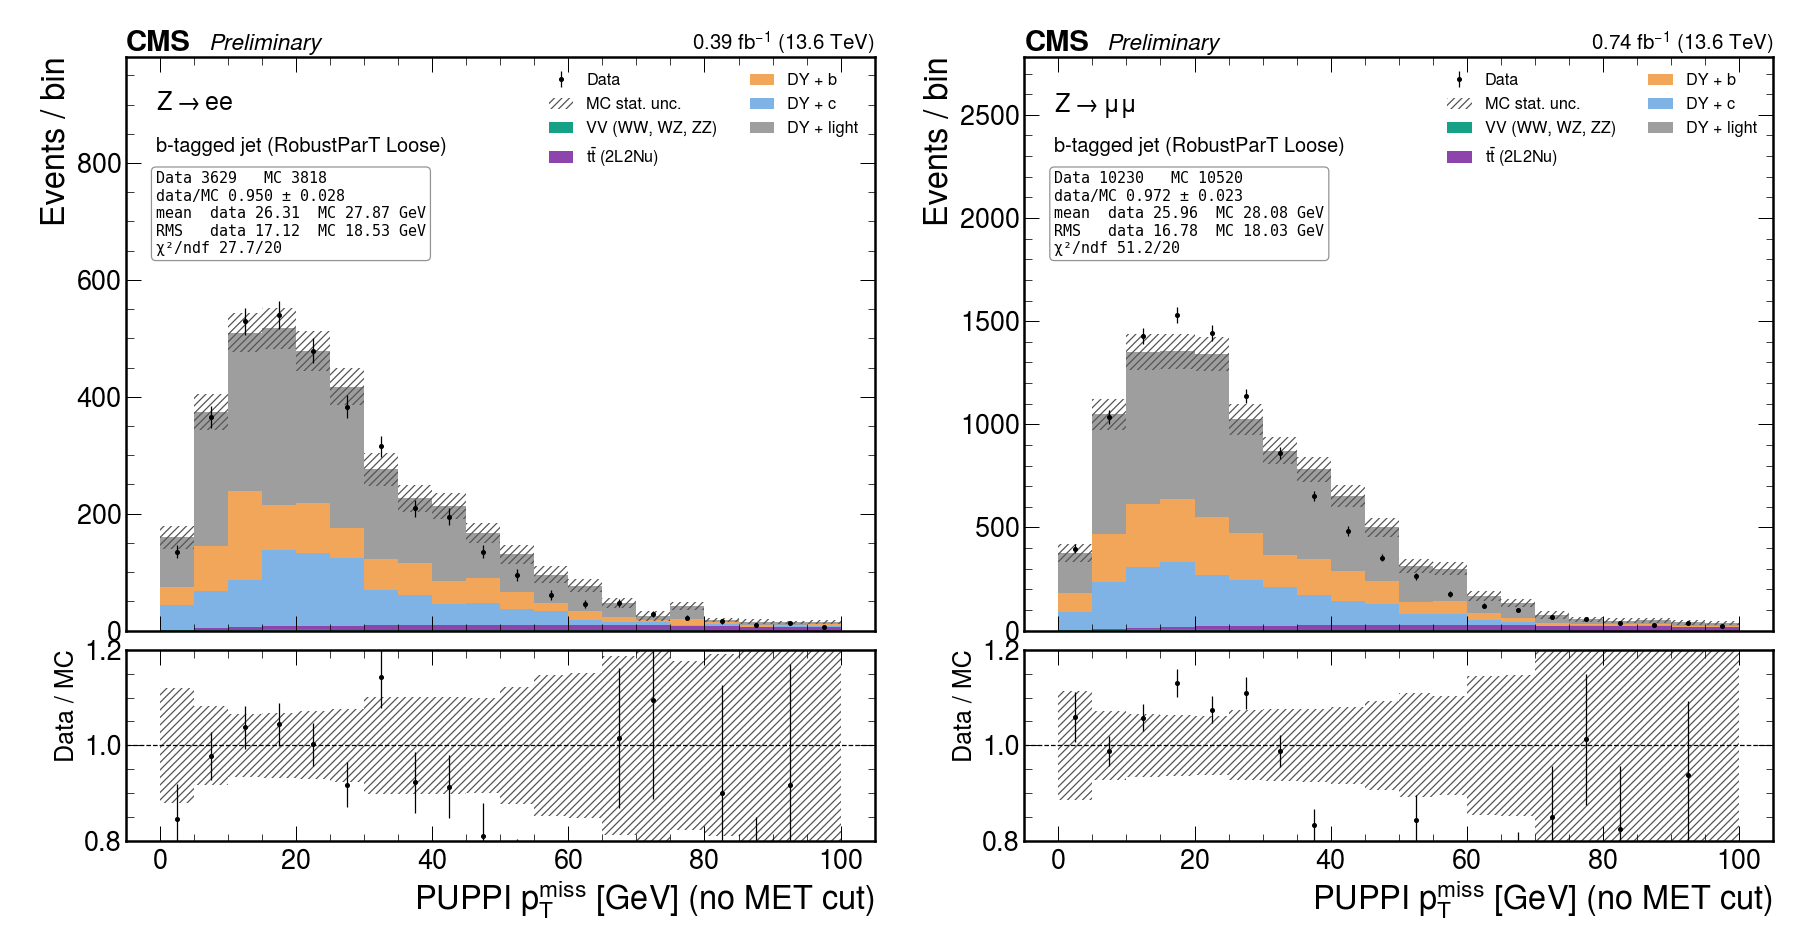 CMS Preliminary 0.39 fb⁻¹ (13.6 TeV)
Events / bin
Z → ee
b-tagged jet (RobustParT Loose)
Data 3629   MC 3818
data/MC 0.950 ± 0.028
mean  data 26.31  MC 27.87 GeV
RMS   data 17.12  MC 18.53 GeV
χ²/ndf 27.7/20
Data
MC stat. unc.
VV (WW, WZ, ZZ)
tt̄ (2L2Nu)
DY + b
DY + c
DY + light
800
600
400
200
0
Data / MC
1.2
1.0
0.8
0 20 40 60 80 100
PUPPI p_T^miss [GeV] (no MET cut)
CMS Preliminary 0.74 fb⁻¹ (13.6 TeV)
Events / bin
Z → μμ
b-tagged jet (RobustParT Loose)
Data 10230   MC 10520
data/MC 0.972 ± 0.023
mean  data 25.96  MC 28.08 GeV
RMS   data 16.78  MC 18.03 GeV
χ²/ndf 51.2/20
Data
MC stat. unc.
VV (WW, WZ, ZZ)
tt̄ (2L2Nu)
DY + b
DY + c
DY + light
2500
2000
1500
1000
500
0
Data / MC
1.2
1.0
0.8
0 20 40 60 80 100
PUPPI p_T^miss [GeV] (no MET cut)